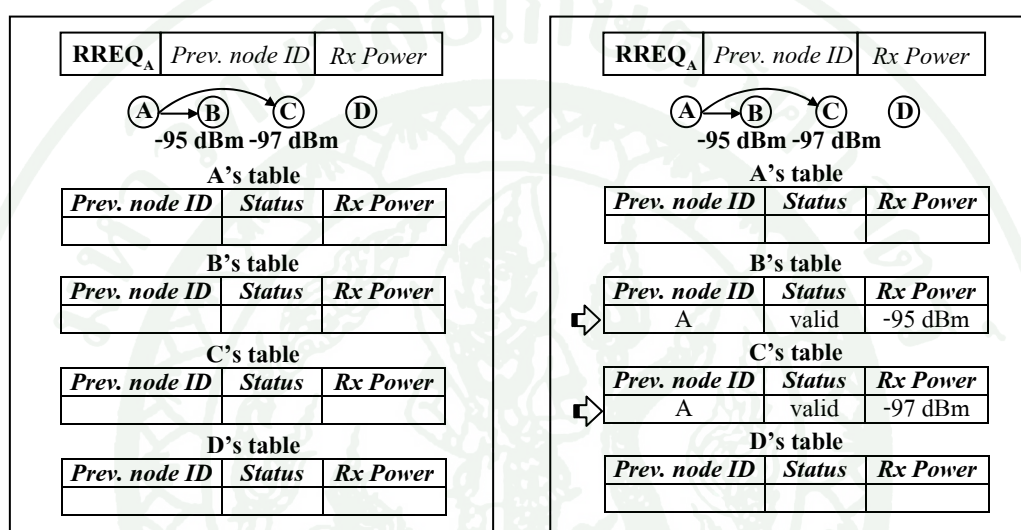 RREQA Prev. node ID Rx Power
A B C D
-95 dBm -97 dBm
A's table
Prev. node ID Status Rx Power
B's table
Prev. node ID Status Rx Power
C's table
Prev. node ID Status Rx Power
D's table
Prev. node ID Status Rx Power
RREQA Prev. node ID Rx Power
A B C D
-95 dBm -97 dBm
A's table
Prev. node ID Status Rx Power
B's table
Prev. node ID Status Rx Power
A valid -95 dBm
C's table
Prev. node ID Status Rx Power
A valid -97 dBm
D's table
Prev. node ID Status Rx Power